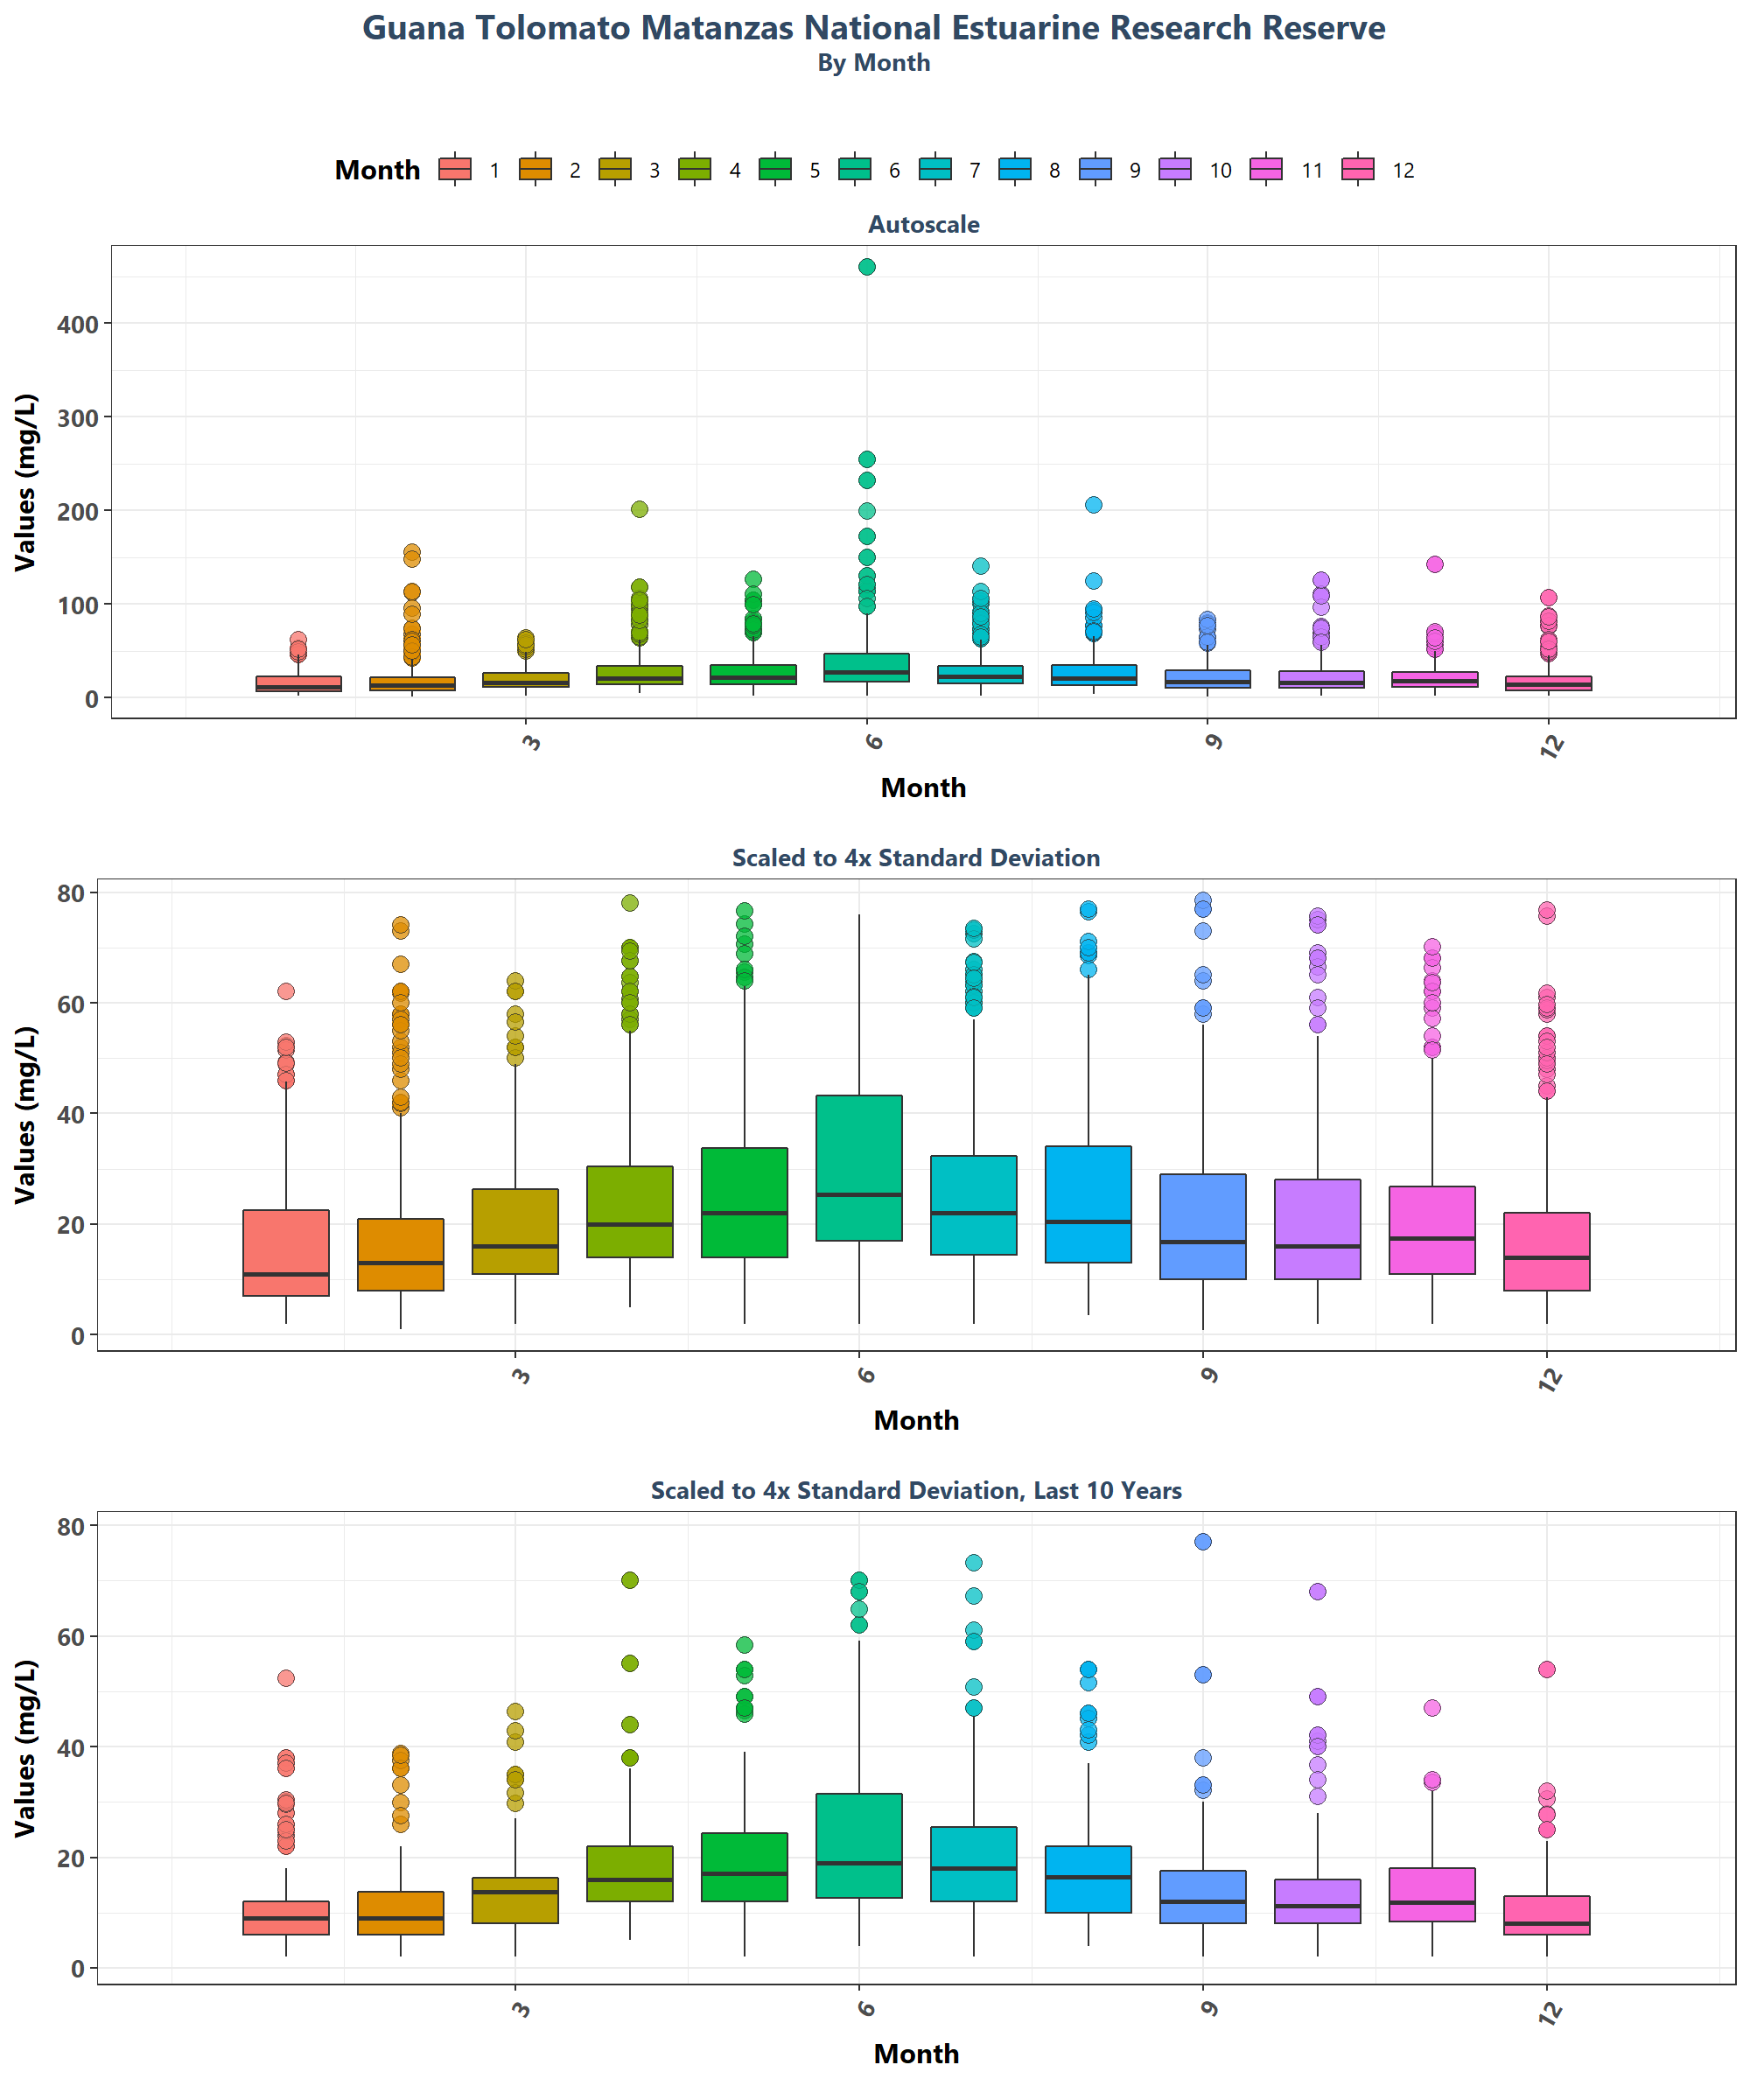 Guana Tolomato Matanzas National Estuarine Research Reserve
By Month
Month 1 2 3 4 5 6 7 8 9 10 11 12
Autoscale
Values (mg/L)
400
300
200
100
0
3 6 9 12
Month
Scaled to 4x Standard Deviation
Values (mg/L)
80
60
40
20
0
3 6 9 12
Month
Scaled to 4x Standard Deviation, Last 10 Years
Values (mg/L)
80
60
40
20
0
3 6 9 12
Month